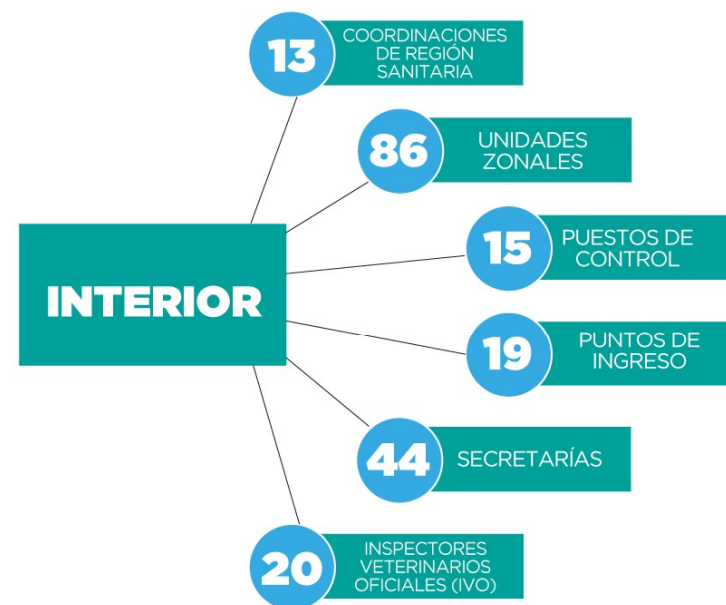 13
COORDINACIONES
DE REGIÓN
SANITARIA
86
UNIDADES
ZONALES
15
PUESTOS DE
CONTROL
INTERIOR
19
PUNTOS DE
INGRESO
44
SECRETARÍAS
20
INSPECTORES
VETERINARIOS
OFICIALES (IVO)